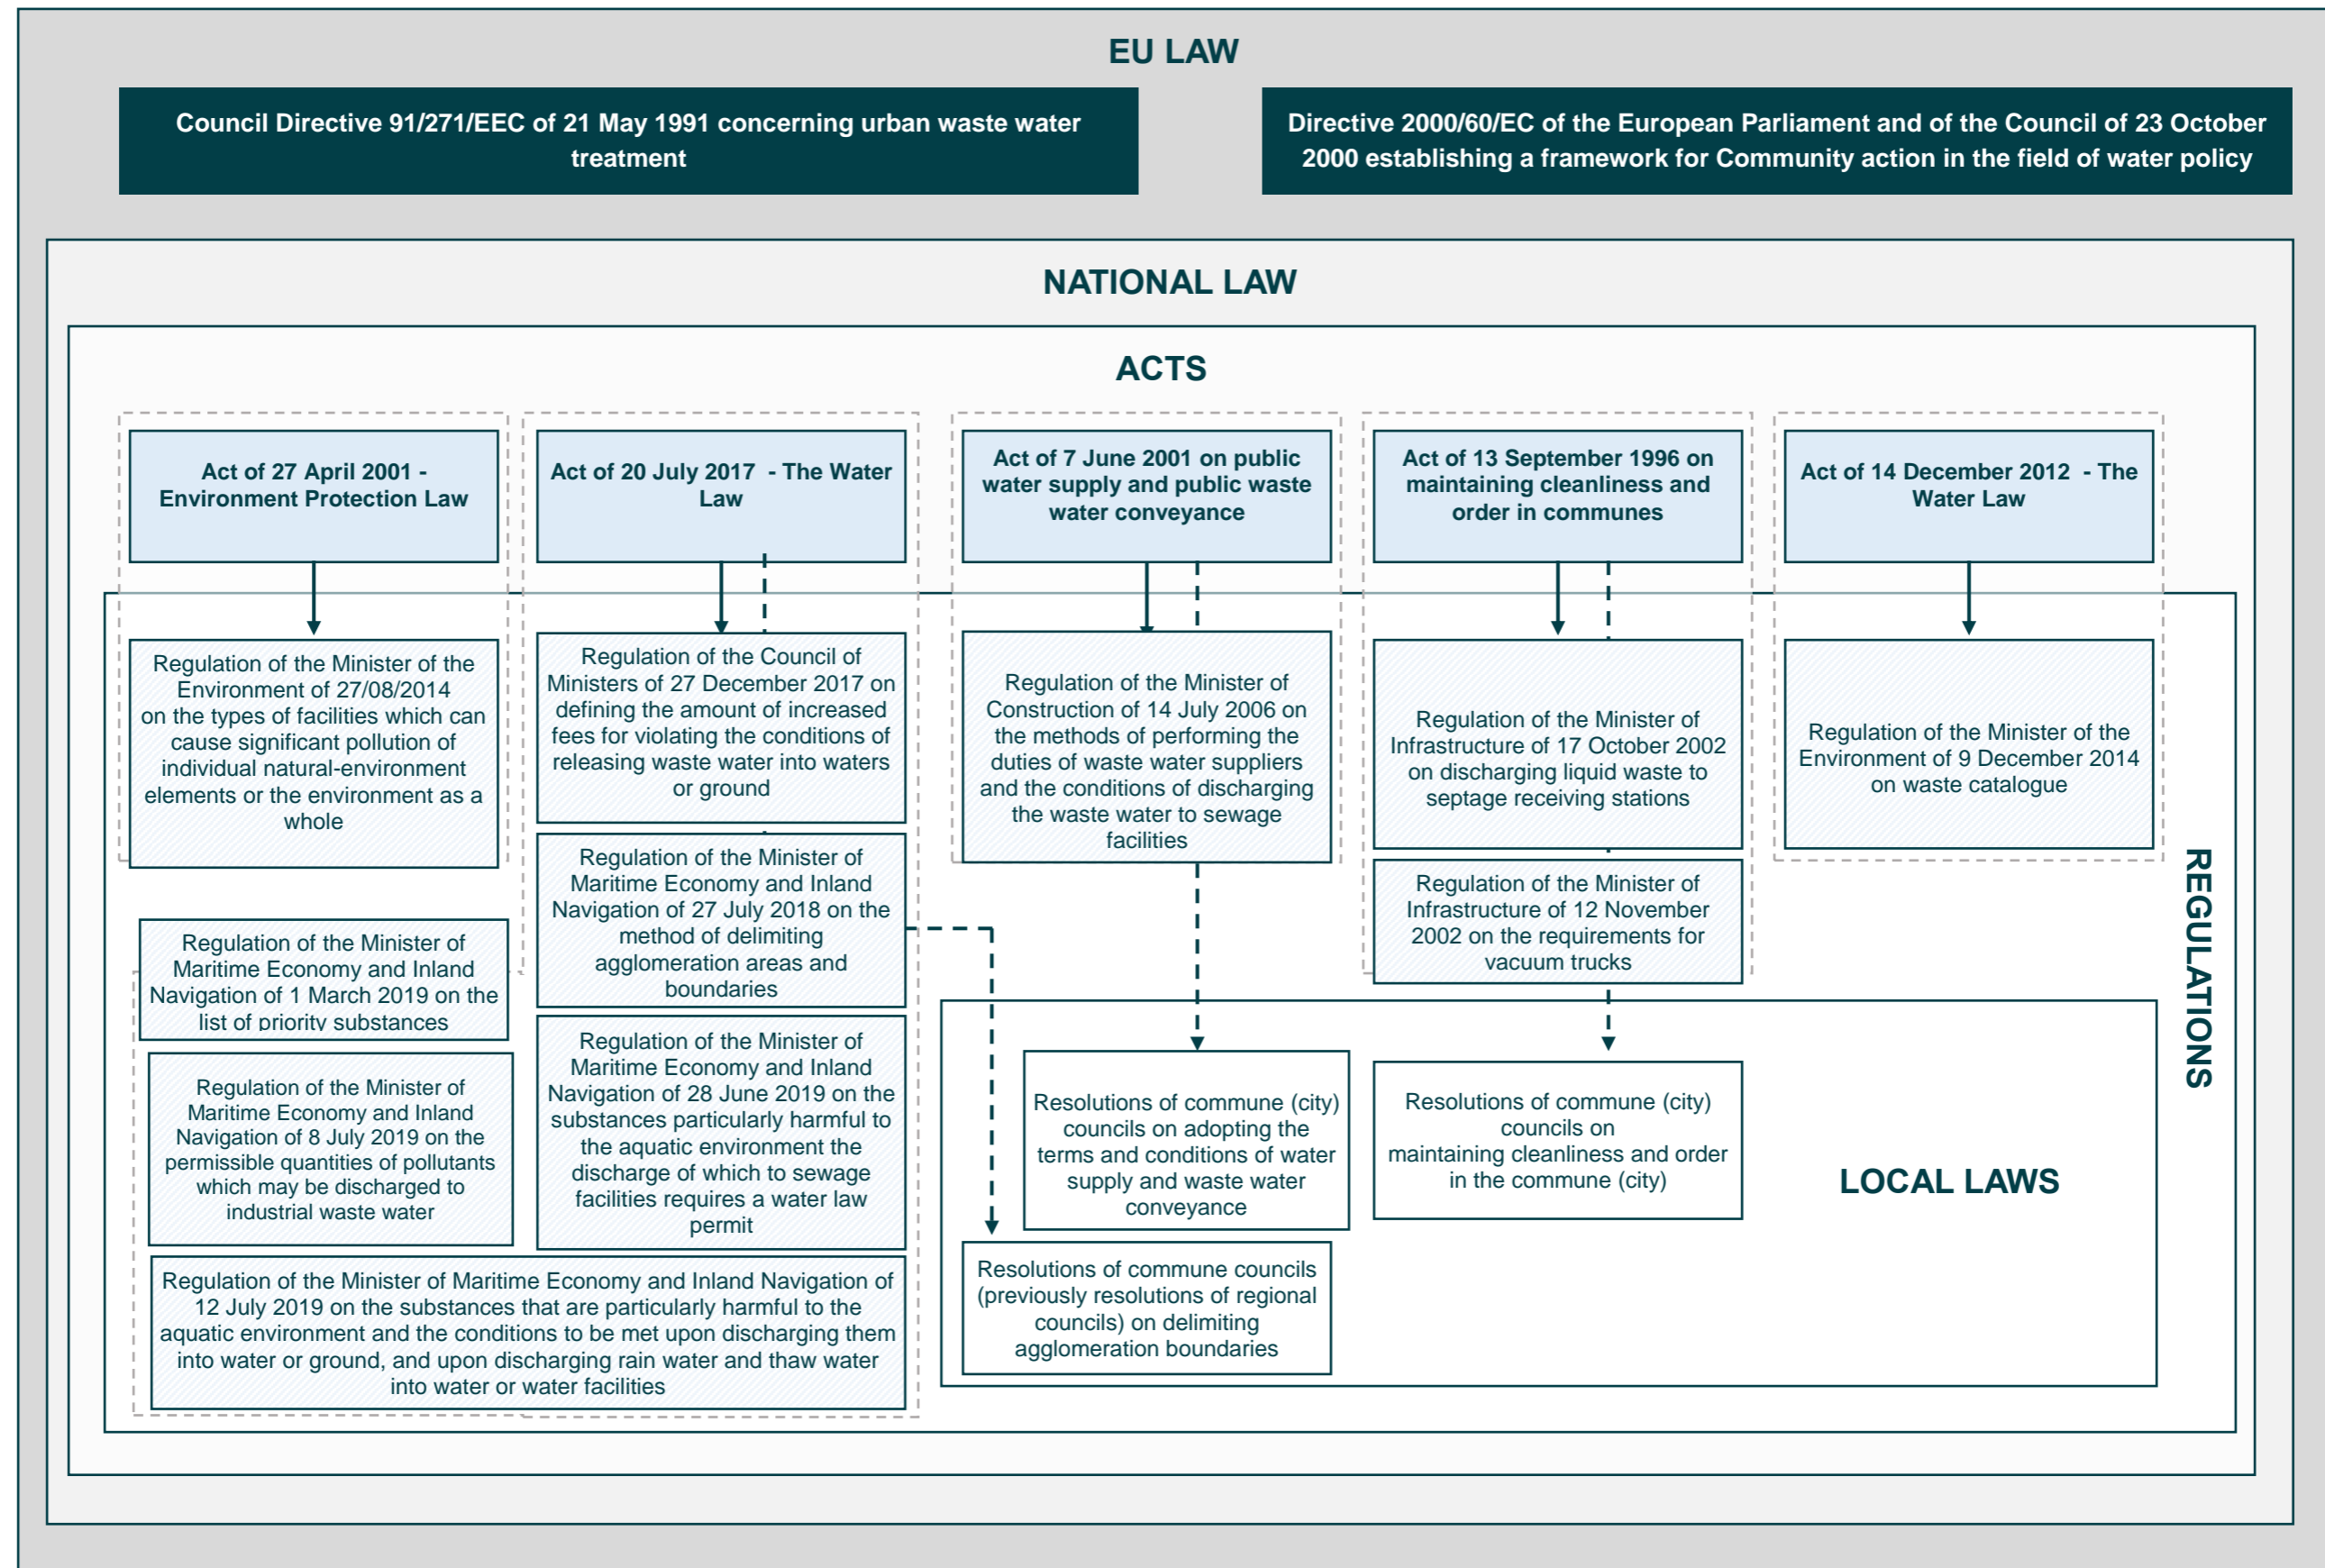 EU LAW
Council Directive 91/271/EEC of 21 May 1991 concerning urban waste water
treatment
Directive 2000/60/EC of the European Parliament and of the Council of 23 October
2000 establishing a framework for Community action in the field of water policy
NATIONAL LAW
ACTS
Act of 27 April 2001 -
Environment Protection Law
Act of 20 July 2017  - The Water
Law
Act of 7 June 2001 on public
water supply and public waste
water conveyance
Act of 13 September 1996 on
maintaining cleanliness and
order in communes
Act of 14 December 2012  - The
Water Law
Regulation of the Minister of the
Environment of 27/08/2014
on the types of facilities which can
cause significant pollution of
individual natural-environment
elements or the environment as a
whole
Regulation of the Council of
Ministers of 27 December 2017 on
defining the amount of increased
fees for violating the conditions of
releasing waste water into waters
or ground
Regulation of the Minister of
Construction of 14 July 2006 on
the methods of performing the
duties of waste water suppliers
and the conditions of discharging
the waste water to sewage
facilities
Regulation of the Minister of
Infrastructure of 17 October 2002
on discharging liquid waste to
septage receiving stations
Regulation of the Minister of the
Environment of 9 December 2014
on waste catalogue
Regulation of the Minister of
Maritime Economy and Inland
Navigation of 27 July 2018 on the
method of delimiting
agglomeration areas and
boundaries
Regulation of the Minister of
Infrastructure of 12 November
2002 on the requirements for
vacuum trucks
REGULATIONS
Regulation of the Minister of
Maritime Economy and Inland
Navigation of 1 March 2019 on the
list of priority substances
Regulation of the Minister of
Maritime Economy and Inland
Navigation of 28 June 2019 on the
substances particularly harmful to
the aquatic environment the
discharge of which to sewage
facilities requires a water law
permit
Regulation of the Minister of
Maritime Economy and Inland
Navigation of 8 July 2019 on the
permissible quantities of pollutants
which may be discharged to
industrial waste water
Resolutions of commune (city)
councils on adopting the
terms and conditions of water
supply and waste water
conveyance
Resolutions of commune (city)
councils on
maintaining cleanliness and order
in the commune (city)
LOCAL LAWS
Regulation of the Minister of Maritime Economy and Inland Navigation of
12 July 2019 on the substances that are particularly harmful to the
aquatic environment and the conditions to be met upon discharging them
into water or ground, and upon discharging rain water and thaw water
into water or water facilities
Resolutions of commune councils
(previously resolutions of regional
councils) on delimiting
agglomeration boundaries